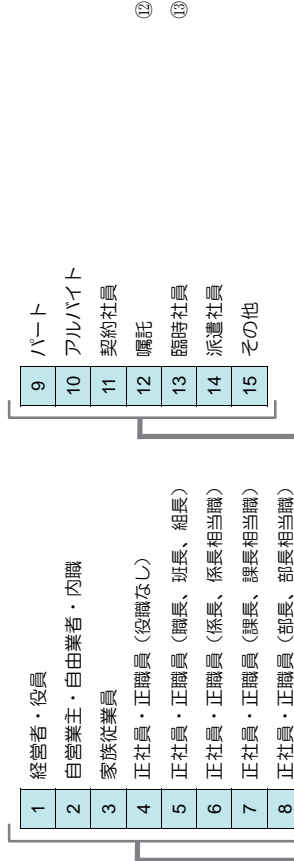 1 経営者・役員
2 自営業主・自由業者・内職
3 家族従業員
4 正社員・正職員（役職なし）
5 正社員・正職員（職長、班長、組長）
6 正社員・正職員（係長、係長相当職）
7 正社員・正職員（課長、課長相当職）
8 正社員・正職員（部長、部長相当職）
9 パート
10 アルバイト
11 契約社員
12 嘱託
13 臨時社員
14 派遣社員
15 その他
⑫
⑬